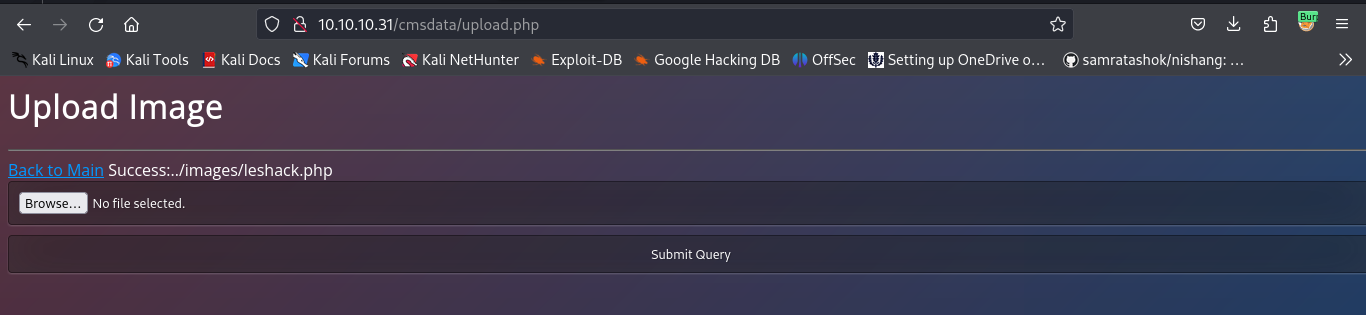 10.10.10.31/cmsdata/upload.php
Burr
Kali Linux Kali Tools Kali Docs Kali Forums Kali NetHunter Exploit-DB Google Hacking DB OffSec Setting up OneDrive o… samratashok/nishang: …
Upload Image
Back to Main Success:../images/leshack.php
Browse… No file selected.
Submit Query